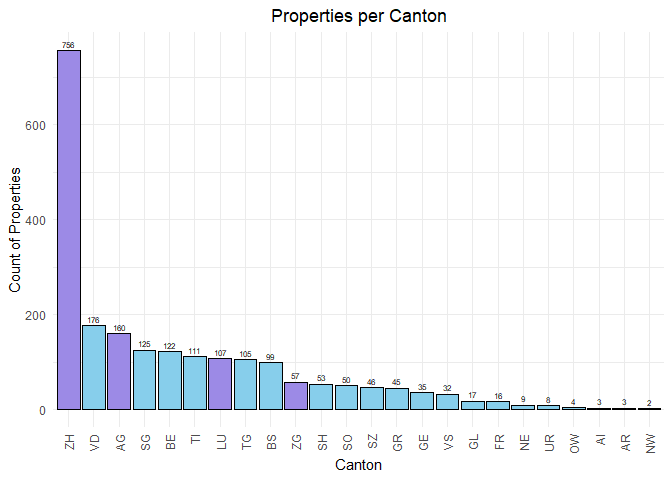 Properties per Canton
Count of Properties
600
400
200
0
756
176
160
125
122
111
107
105
99
57
53
50
46
45
35
32
17
16
9
8
4
3
3
2
ZH
VD
AG
SG
BE
TI
LU
TG
BS
ZG
SH
SO
SZ
GR
GE
VS
GL
FR
NE
UR
OW
AI
AR
NW
Canton